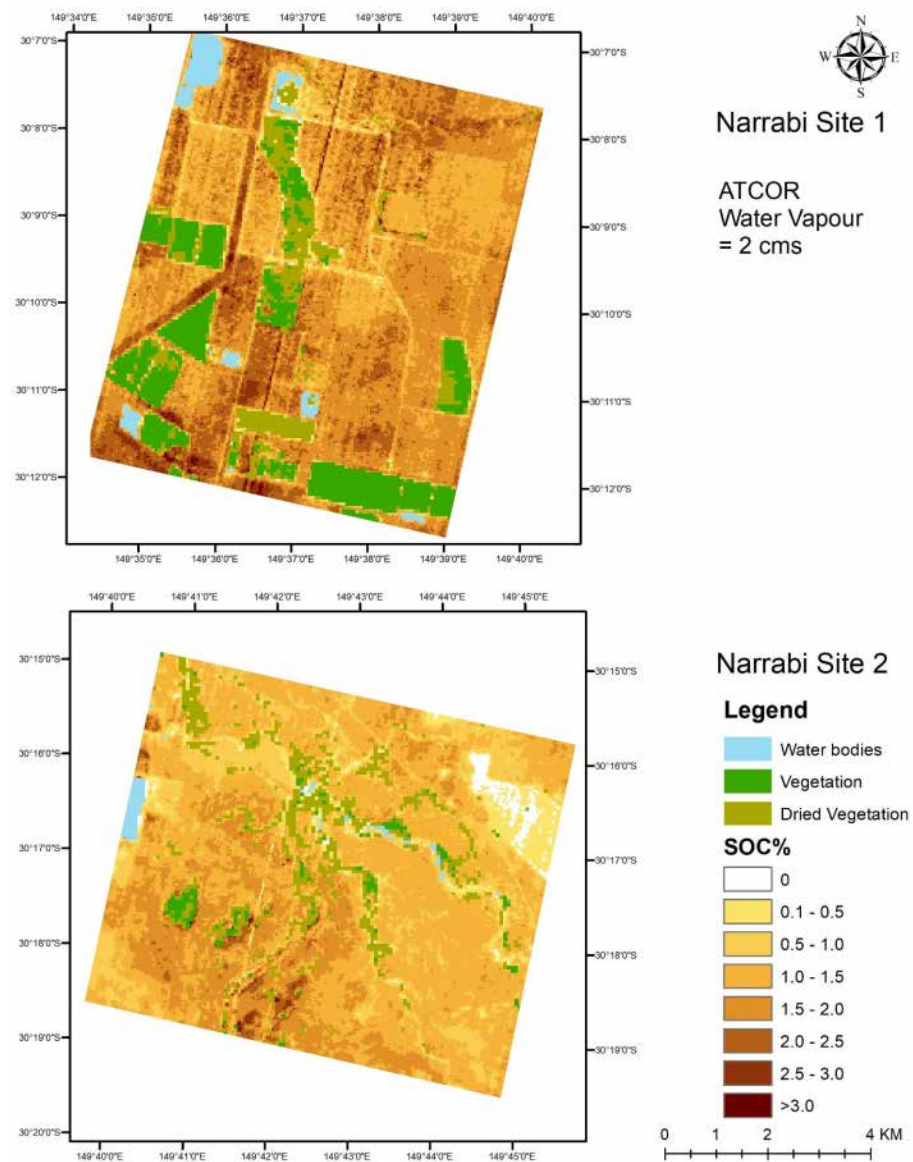 149°34'0"E 149°35'0"E 149°36'0"E 149°37'0"E 149°38'0"E 149°39'0"E 149°40'0"E
30°7'0"S
30°8'0"S
30°9'0"S
30°10'0"S
30°11'0"S
30°12'0"S
30°7'0"S
30°8'0"S
30°9'0"S
30°10'0"S
30°11'0"S
30°12'0"S
149°35'0"E 149°36'0"E 149°37'0"E 149°38'0"E 149°39'0"E 149°40'0"E
N
W E
S
Narrabi Site 1
ATCOR
Water Vapour
= 2 cms
149°40'0"E 149°41'0"E 149°42'0"E 149°43'0"E 149°44'0"E 149°45'0"E
30°15'0"S
30°16'0"S
30°17'0"S
30°18'0"S
30°19'0"S
30°20'0"S
30°15'0"S
30°16'0"S
30°17'0"S
30°18'0"S
30°19'0"S
149°40'0"E 149°41'0"E 149°42'0"E 149°43'0"E 149°44'0"E 149°45'0"E
Narrabi Site 2
Legend
Water bodies
Vegetation
Dried Vegetation
SOC%
0
0.1 - 0.5
0.5 - 1.0
1.0 - 1.5
1.5 - 2.0
2.0 - 2.5
2.5 - 3.0
>3.0
0 1 2 4 KM